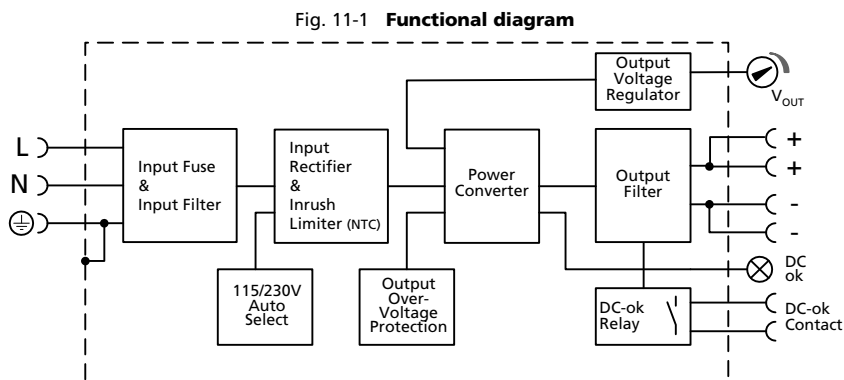 Fig. 11-1 Functional diagram
Output
Voltage
Regulator
V_OUT
L
N
Input Fuse
&
Input Filter
Input
Rectifier
&
Inrush
Limiter (NTC)
Power
Converter
Output
Filter
+
+
-
-
115/230V
Auto
Select
Output
Over-
Voltage
Protection
DC
ok
DC-ok
Relay
DC-ok
Contact